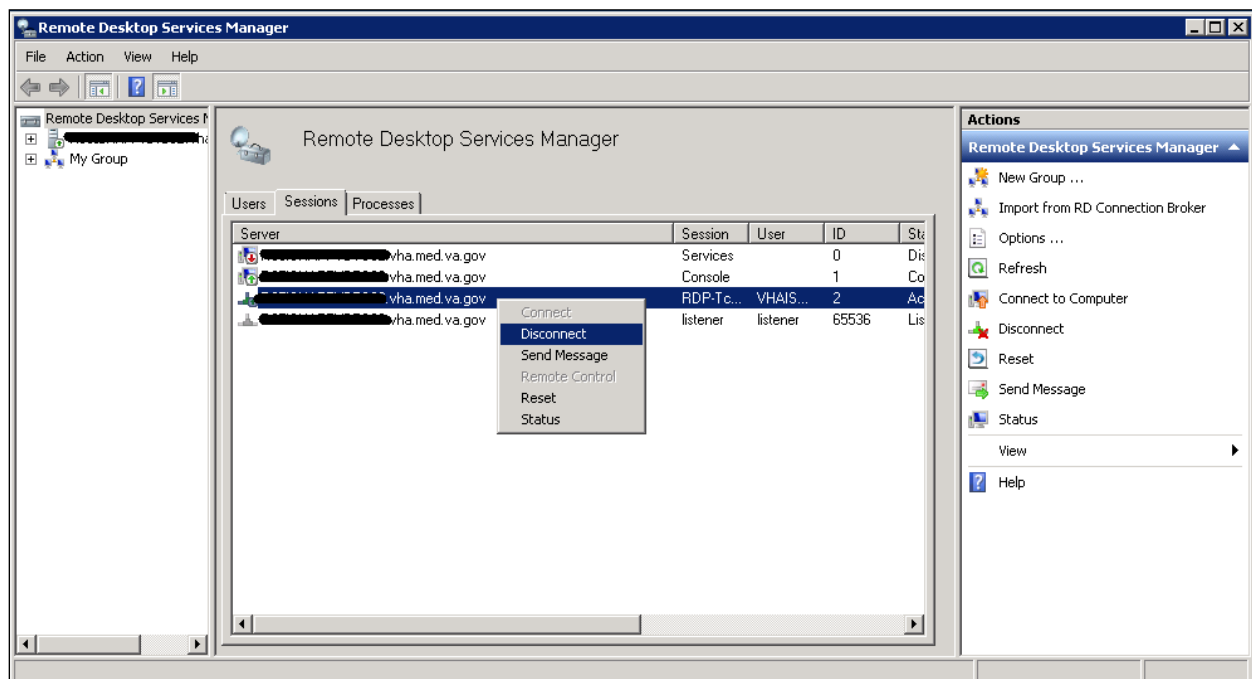 Remote Desktop Services Manager
File Action View Help
Remote Desktop Services M
My Group
Remote Desktop Services Manager
Users Sessions Processes
Server Session User ID Sta
vha.med.va.gov Services 0 Dis
vha.med.va.gov Console 1 Co
.vha.med.va.gov RDP-Tc... VHAIS... 2 Ac
vha.med.va.gov listener listener 65536 Lis
Connect
Disconnect
Send Message
Remote Control
Reset
Status
Actions
Remote Desktop Services Manager
New Group ...
Import from RD Connection Broker
Options ...
Refresh
Connect to Computer
Disconnect
Reset
Send Message
Status
View
Help